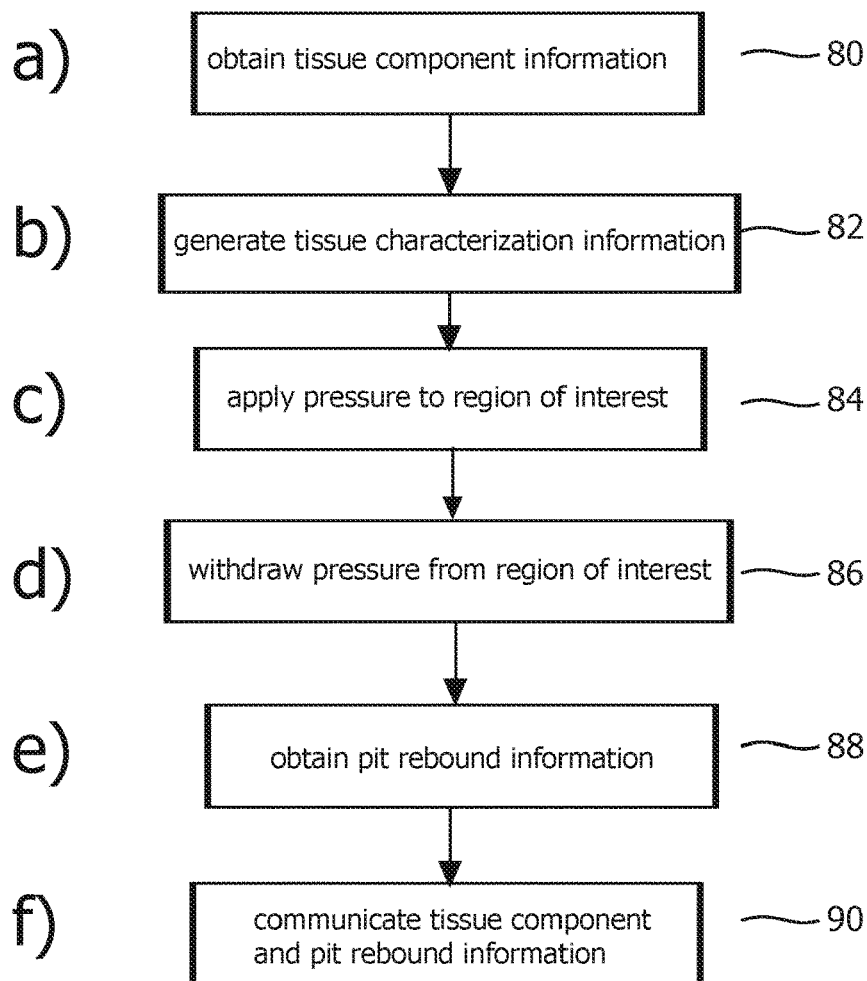 a) obtain tissue component information 80
b) generate tissue characterization information 82
c) apply pressure to region of interest 84
d) withdraw pressure from region of interest 86
e) obtain pit rebound information 88
f) communicate tissue component 90
and pit rebound information